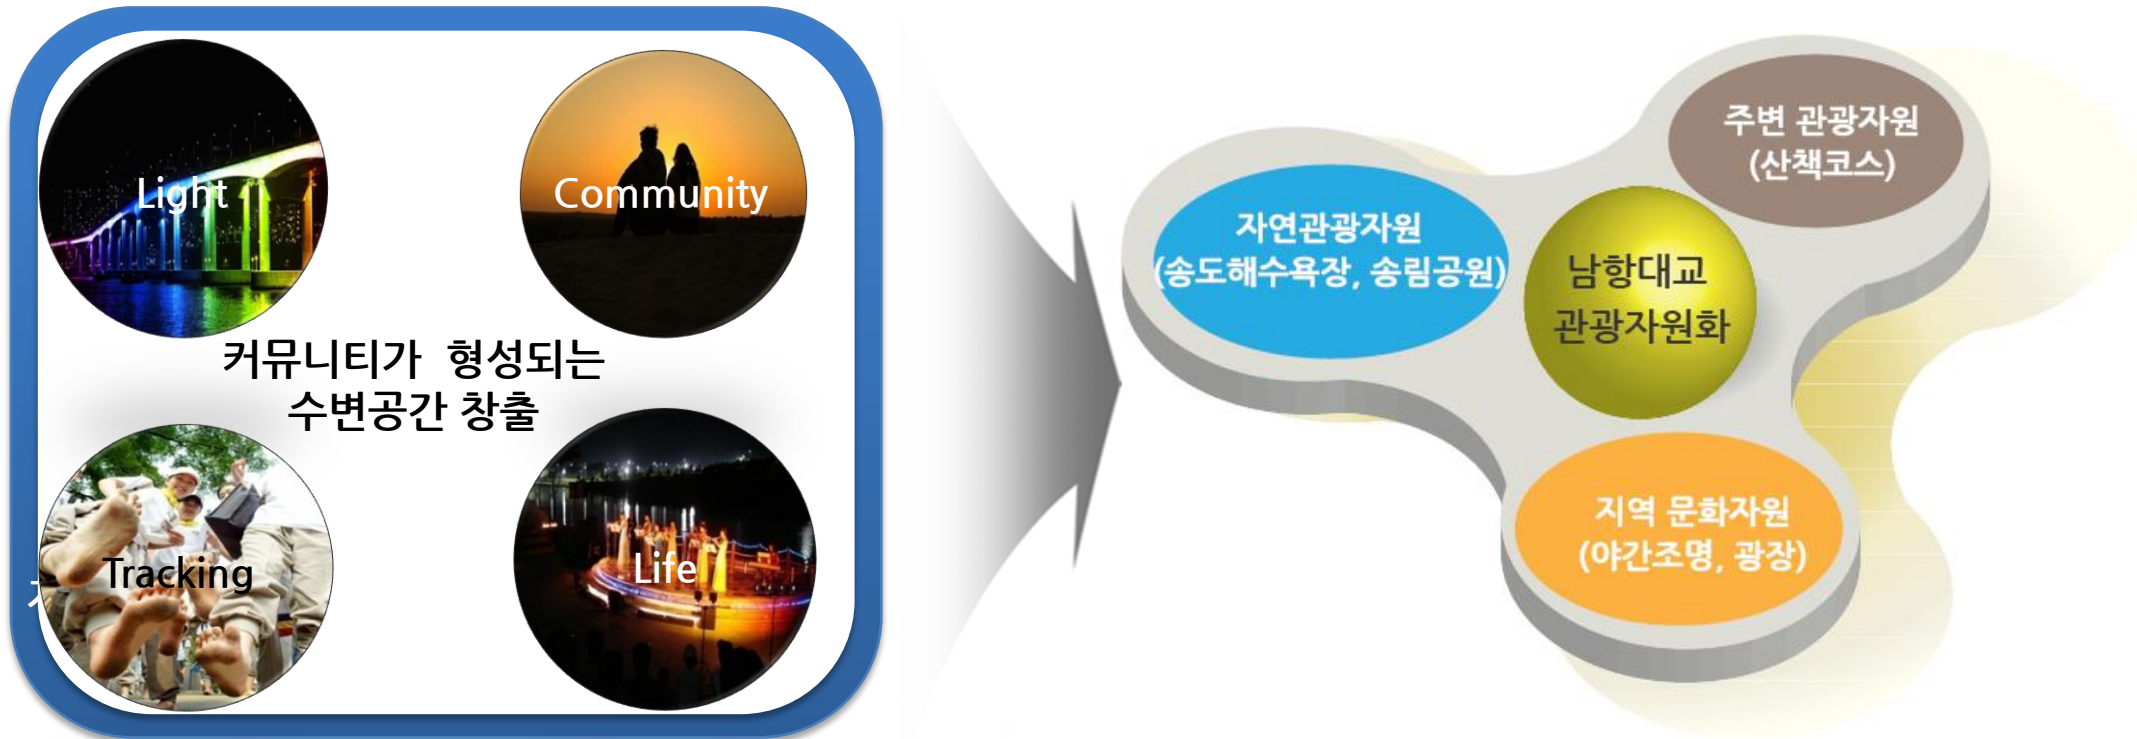 Light
Community
커뮤니티가 형성되는
수변공간 창출
Tracking
Life
주변 관광자원
(산책코스)
자연관광자원
(송도해수욕장, 송림공원)
남항대교
관광자원화
지역 문화자원
(야간조명, 광장)